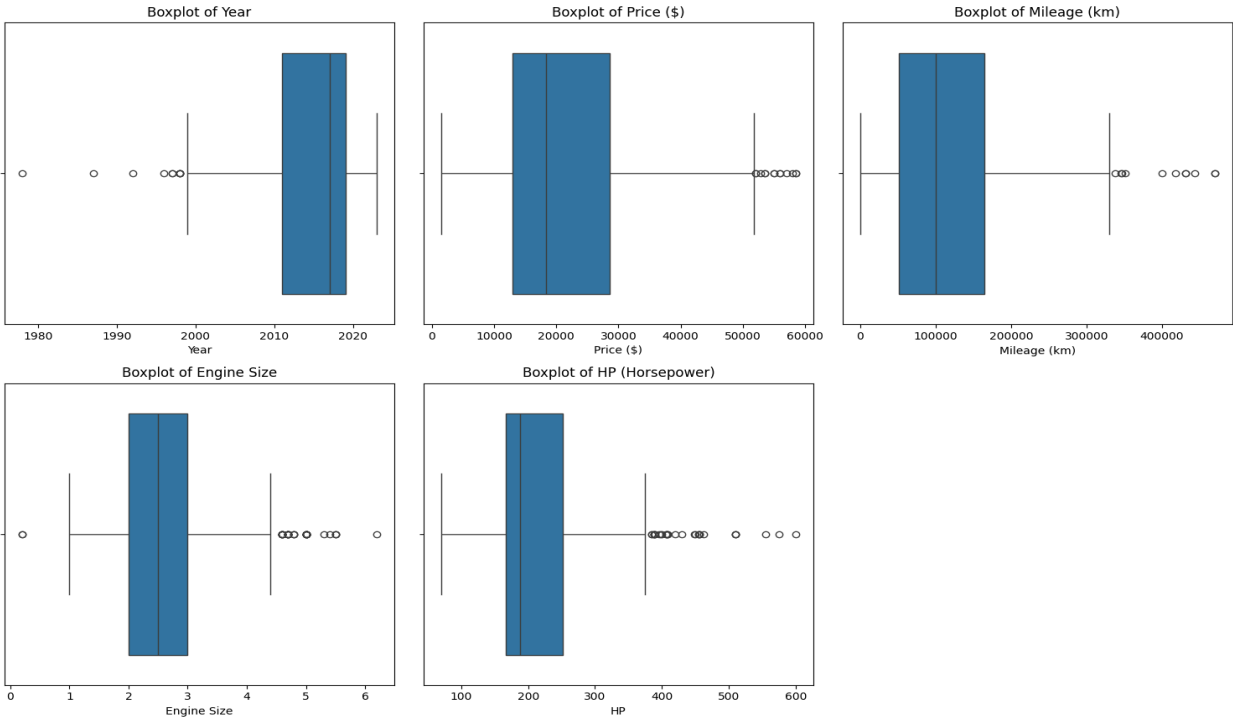 Boxplot of Year
1980 1990 2000 2010 2020
Year
Boxplot of Price ($)
0 10000 20000 30000 40000 50000 60000
Price ($)
Boxplot of Mileage (km)
0 100000 200000 300000 400000
Mileage (km)
Boxplot of Engine Size
0 1 2 3 4 5 6
Engine Size
Boxplot of HP (Horsepower)
100 200 300 400 500 600
HP